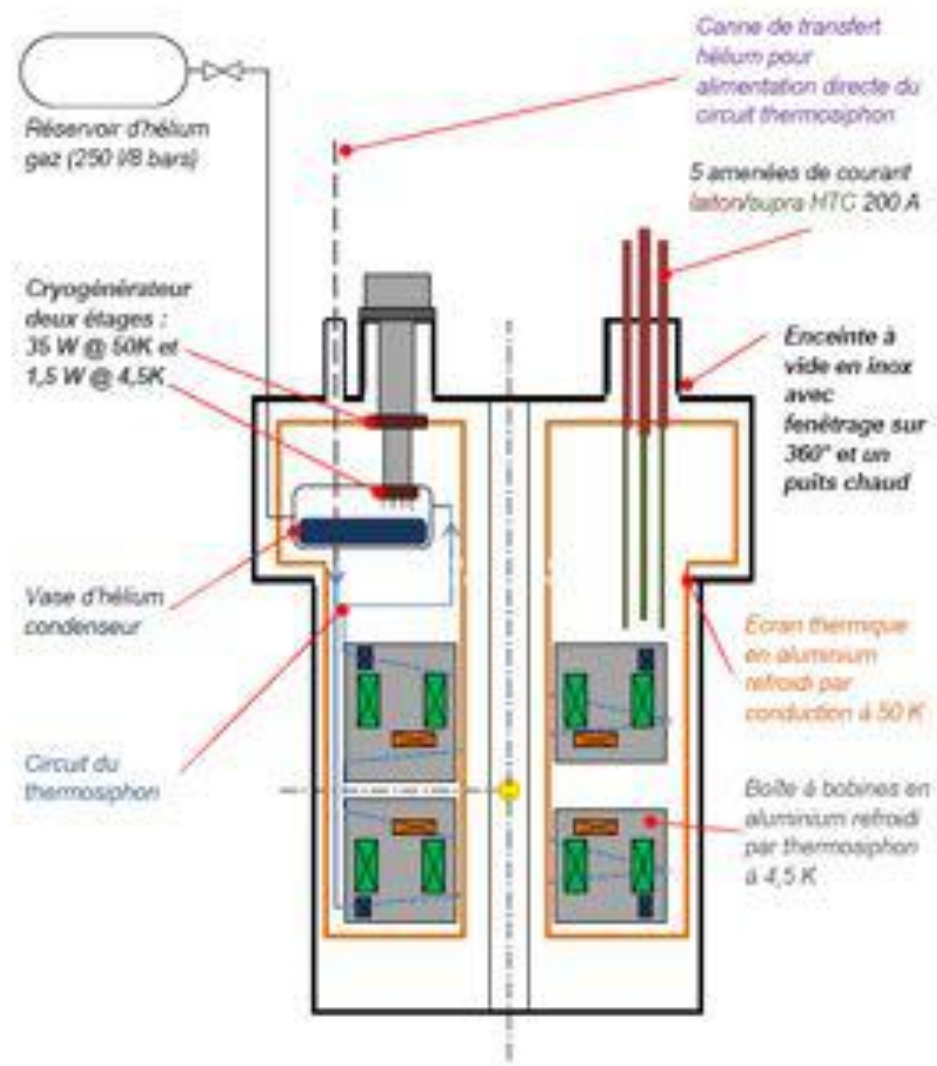 Canne de transfert
hélium pour
alimentation directe du
circuit thermosiphon
Réservoir d'hélium
gaz (250 l/8 bars)
5 amenées de courant
laiton/supra HTC 200 A
Cryogénérateur
deux étages :
35 W @ 50K et
1,5 W @ 4,5K
Enceinte à
vide en inox
avec
fenêtrage sur
360° et un
puits chaud
Vase d'hélium
condenseur
Ecran thermique
en aluminium
refroidi par
conduction à 50 K
Circuit du
thermosiphon
Boîte à bobines en
aluminium refroidi
par thermosiphon
à 4,5 K